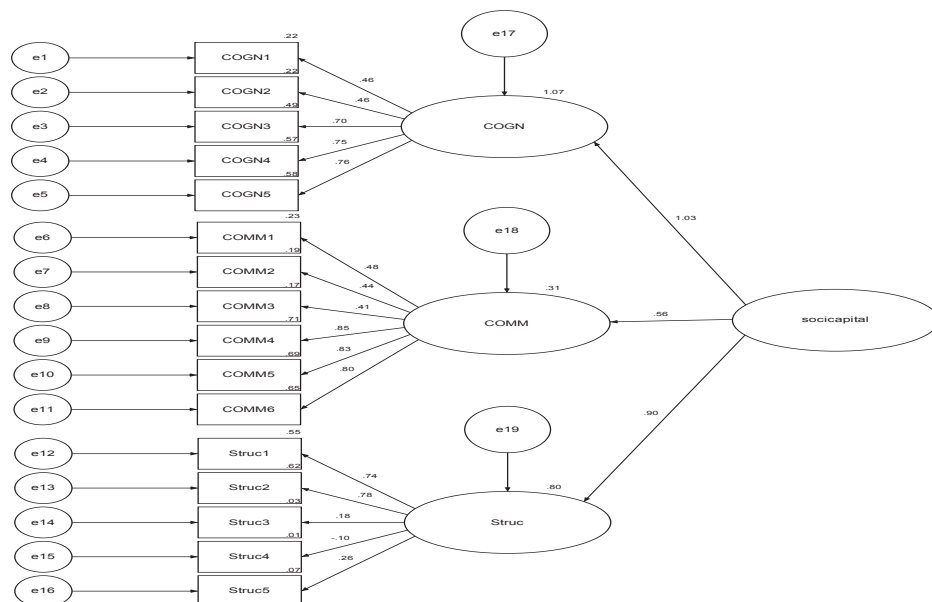 e17
.22
e1
COGN1
.22
1.07
e2
COGN2
.46
.46
.49
e3
COGN3
.70
COGN
.57
e4
COGN4
.75
.58
e5
COGN5
.76
.23
1.03
e6
COMM1
e18
.19
e7
COMM2
.48
.44
.31
.17
e8
COMM3
.41
COMM
.56
socicapital
.71
e9
COMM4
.85
.69
e10
COMM5
.83
.65
.80
e11
COMM6
.90
.55
e19
e12
Struc1
.62
.74
.80
e13
Struc2
.78
.03
e14
Struc3
.18
Struc
.01
e15
Struc4
-.10
.07
.26
e16
Struc5